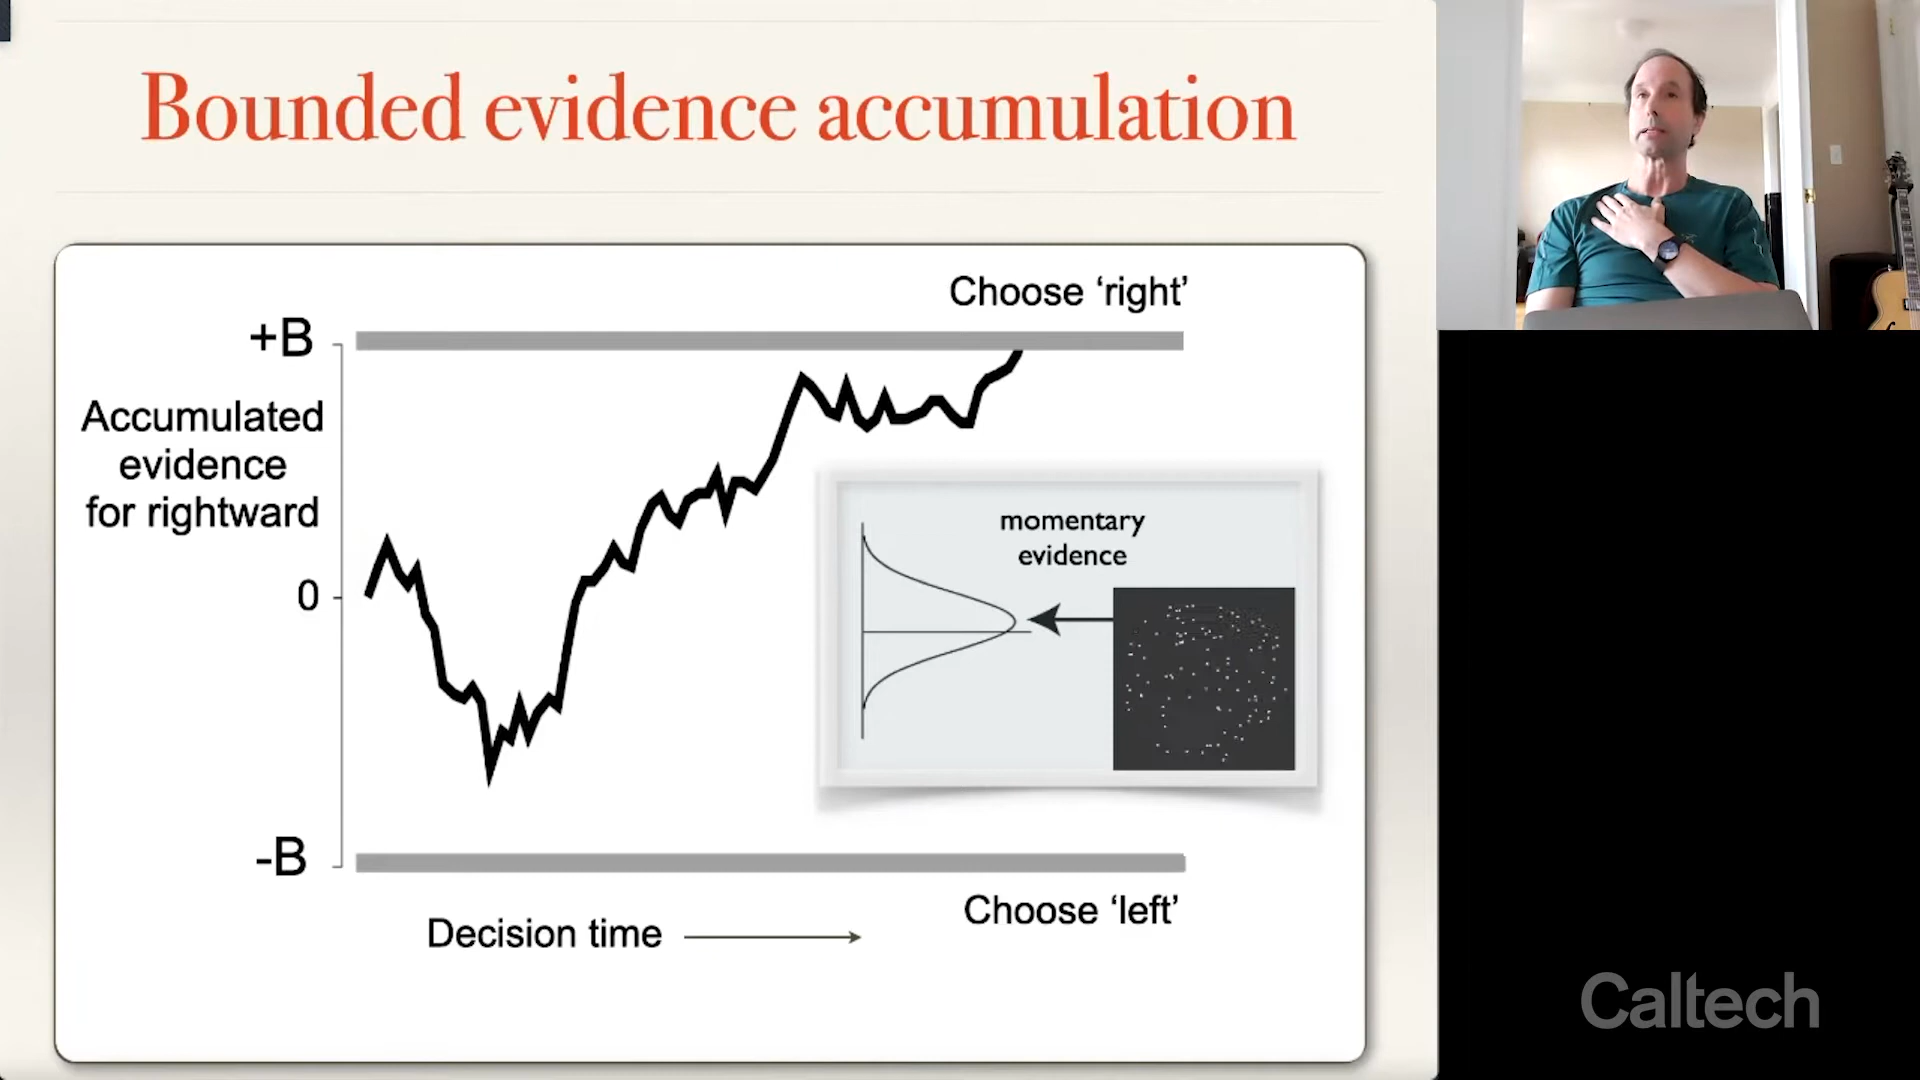 Bounded evidence accumulation
Choose ‘right’
+B
Accumulated
evidence
for rightward
momentary
evidence
0
-B
Choose ‘left’
Decision time
Caltech